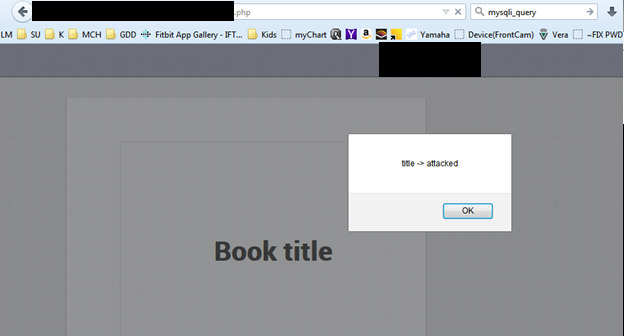 .php
mysqli_query
LM SU K MCH GDD Fitbit App Gallery - IFT... Kids myChart Yamaha Device(FrontCam) Vera ~FIX PWD
title -> attacked
OK
Book title